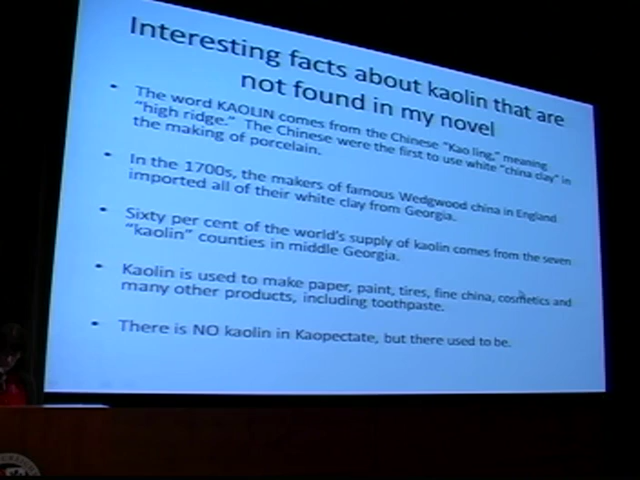 Interesting facts about kaolin that are
not found in my novel
• The word KAOLIN comes from the Chinese "Kao ling," meaning
"high ridge." The Chinese were the first to use white "china clay" in
the making of porcelain.
• In the 1700s, the makers of famous Wedgwood china in England
imported all of their white clay from Georgia.
• Sixty per cent of the world's supply of kaolin comes from the seven
"kaolin" counties in middle Georgia.
• Kaolin is used to make paper, paint, tires, fine china, cosmetics and
many other products, including toothpaste.
• There is NO kaolin in Kaopectate, but there used to be.